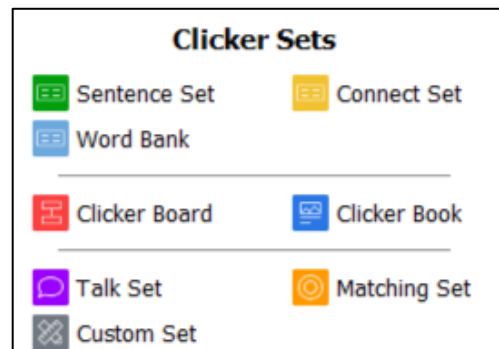 Clicker Sets
Sentence Set Connect Set
Word Bank
Clicker Board Clicker Book
Talk Set Matching Set
Custom Set